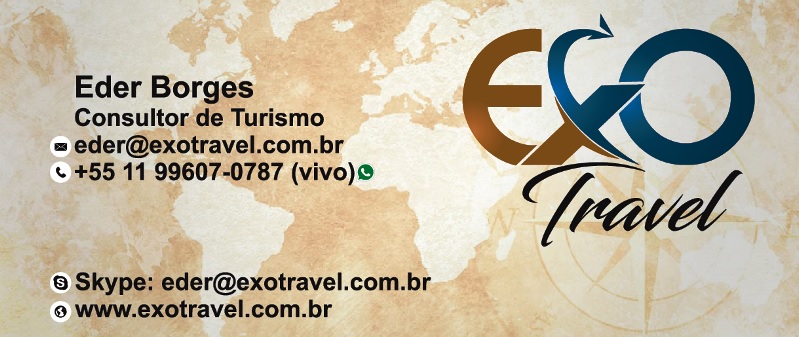 EXO
Travel
Eder Borges
Consultor de Turismo
eder@exotravel.com.br
+55 11 99607-0787 (vivo)
Skype: eder@exotravel.com.br
www.exotravel.com.br